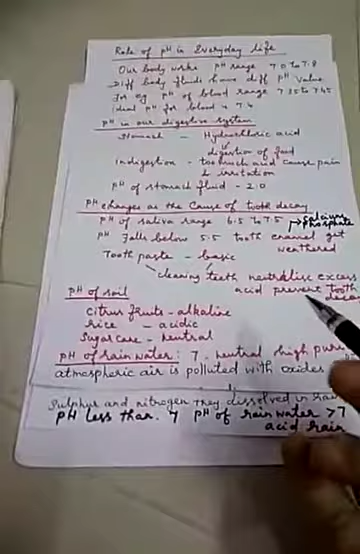 Role of pH in Everyday life
Our body works pH range 7.0 to 7.8
Diff body fluids have diff pH value
For eg pH of blood range 7.35 to 7.45
ideal pH for blood = 7.4
pH in our digestive system
Stomach - Hydrochloric acid
digestion of food
indigestion - too much acid cause pain
& irritation
pH of stomach fluid - 2.0
pH changes as the Cause of tooth decay
pH of saliva range 6.5 to 7.5 → Calcium
phosphate
pH Falls below 5.5 tooth enamel get
weathered
Tooth paste - basic
cleaning teeth neutralise excess
acid prevent tooth
decay
pH of soil
Citrus fruits - alkaline
rice - acidic
Sugarcane - neutral
pH of rain water : 7 neutral high purity
atmospheric air is polluted with oxides
Sulphur and nitrogen they dissolved in rain
pH less than 7 pH of rain water >7
acid rain